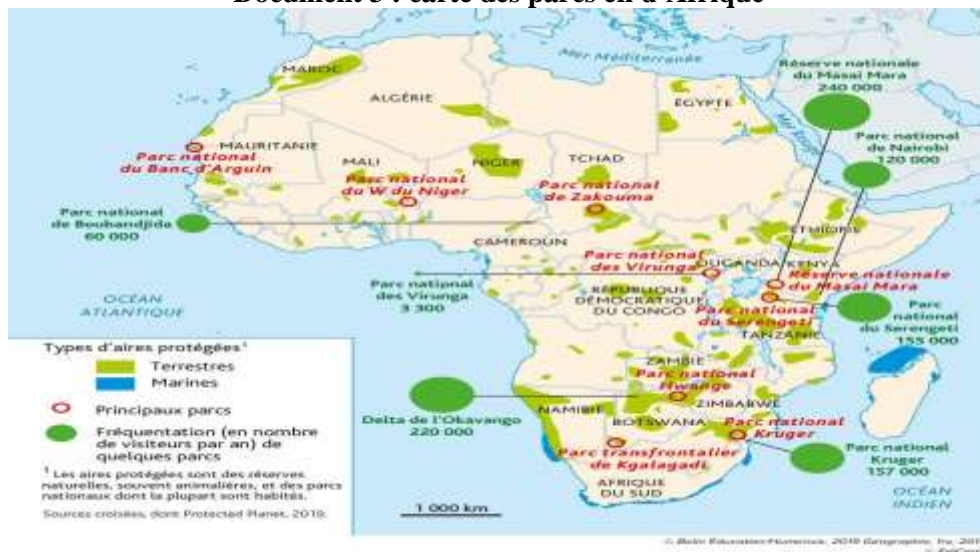 Document 3 : carte des parcs en d'Afrique
Mer Méditerranée
MAROC
ALGÉRIE
ÉGYPTE
Mer Rouge
Réserve nationale
du Masai Mara
240 000
Parc national
de Nairobi
120 000
MAURITANIE
MALI
NIGER
TCHAD
Parc national
du Banc d'Arguin
Parc national
du W du Niger
Parc national
de Zakouma
Parc national
de Boubandjida
60 000
CAMEROUN
ÉTHIOPIE
Parc national
des Virunga
OUGANDA
KENYA
Réserve nationale
du Masai Mara
Parc national
des Virunga
3 300
RÉPUBLIQUE
DÉMOCRATIQUE
DU CONGO
Parc national
du Serengeti
TANZANIE
Parc
national
du Serengeti
155 000
OCÉAN
ATLANTIQUE
ZAMBIE
Parc national
Hwange
ZIMBABWE
Delta de l'Okavango
220 000
NAMIBIE
BOTSWANA
Parc national
Kruger
Parc transfrontalier
de Kgalagadi
Parc national
Kruger
157 000
AFRIQUE
DU SUD
OCÉAN
INDIEN
1 000 km
Types d'aires protégées¹
Terrestres
Marines
Principaux parcs
Fréquentation (en nombre
de visiteurs par an) de
quelques parcs
¹ Les aires protégées sont des réserves
naturelles, souvent animalières, et des parcs
nationaux dont la plupart sont habités.
Sources croisées, dont Protected Planet, 2019.
© Belin Éducation/Humensis, 2019 Géographie